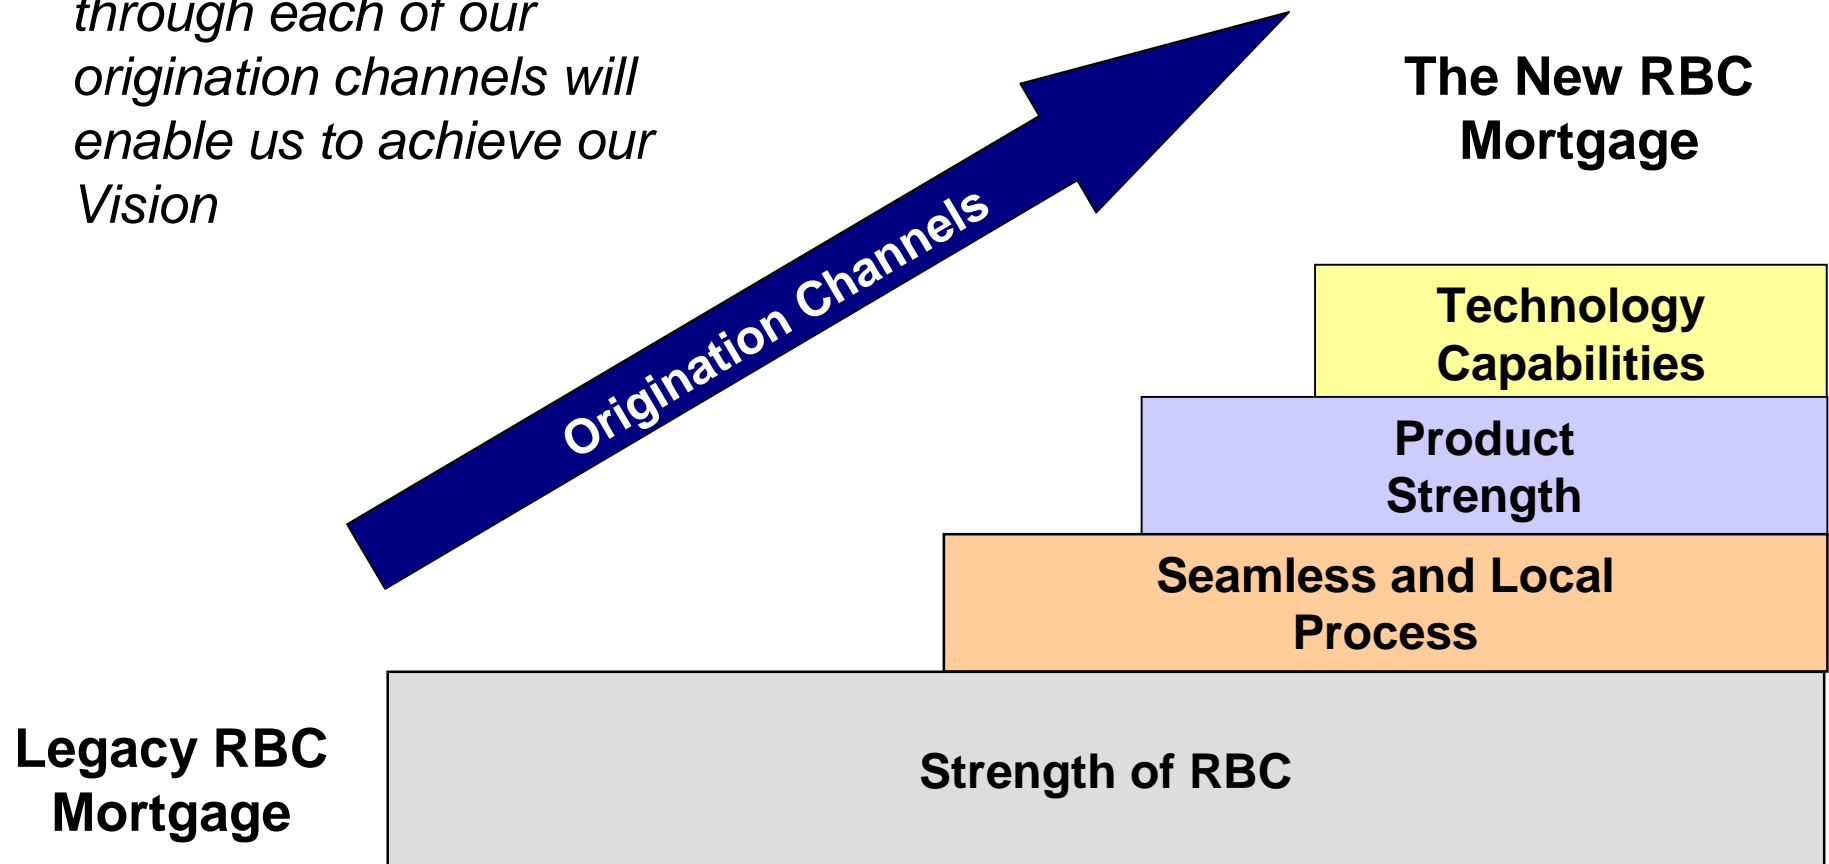 through each of our
origination channels will
enable us to achieve our
Vision
The New RBC
Mortgage
Origination Channels
Technology
Capabilities
Product
Strength
Seamless and Local
Process
Strength of RBC
Legacy RBC
Mortgage